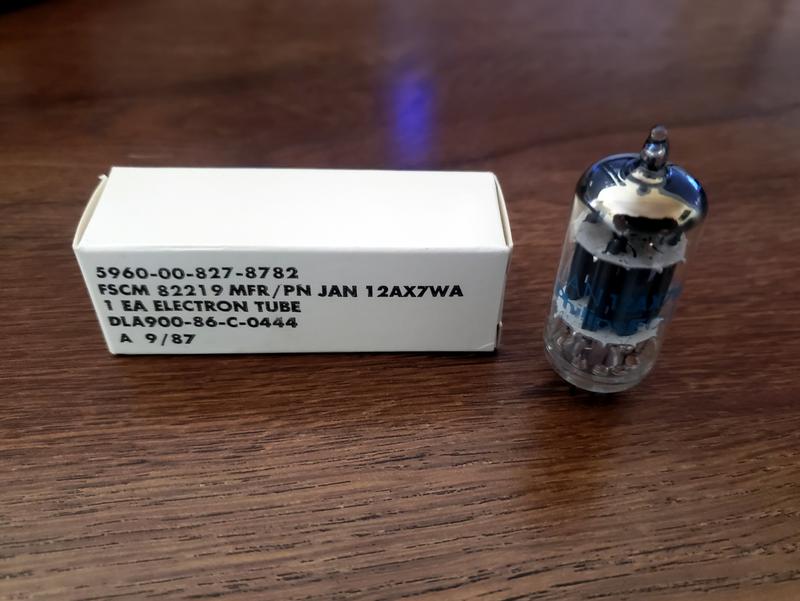 5960-00-827-8782
FSCM 82219 MFR/PN JAN 12AX7WA
1 EA ELECTRON TUBE
DLA900-86-C-0444
A 9/87